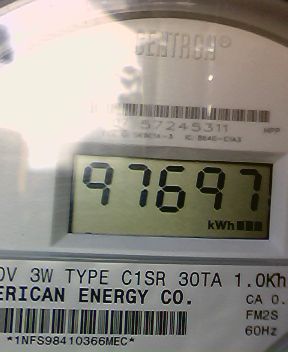 CENTRON®
57245311
HPP
97697
kWh
0V 3W TYPE C1SR 30TA 1.0Kh
ERICAN ENERGY CO. CA 0.
FM2S
*1NFS98410366MEC* 60Hz